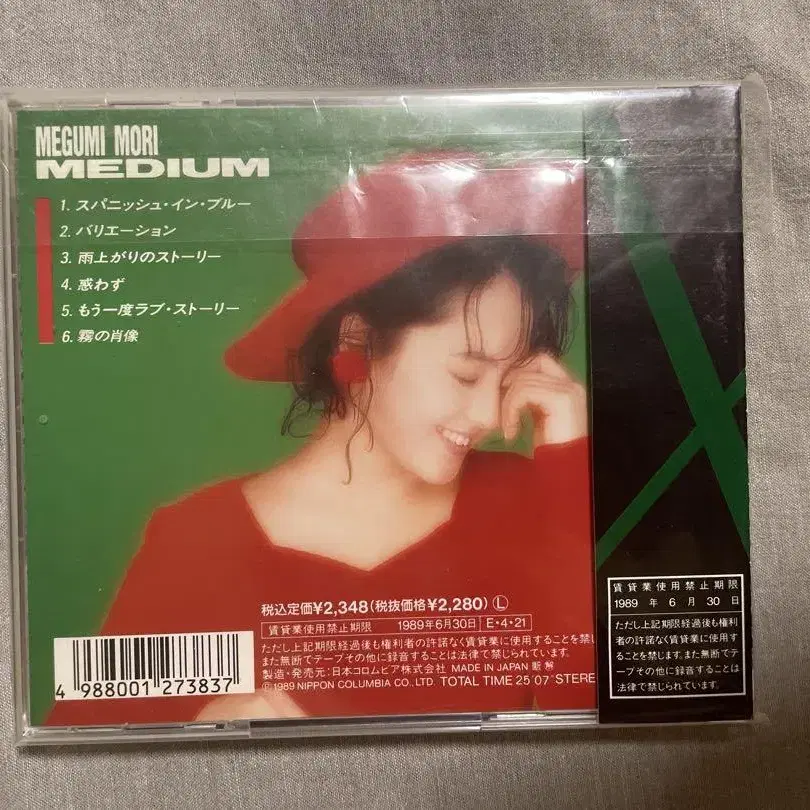 MEGUMI MORI
MEDIUM
1. スパニッシュ・イン・ブルー
2. バリエーション
3. 雨上がりのストーリー
4. 惑わず
5. もう一度ラブ・ストーリー
6. 霧の肖像
税込定価¥2,348(税抜価格¥2,280) Ⓛ
賃貸業使用禁止期限 1989年6月30日 E・4・21
ただし上記期限経過後も権利者の許諾なく賃貸業に使用することを禁じ
また無断でテープその他に録音することは法律で禁じられています。
製造・発売元:日本コロムビア株式会社 MADE IN JAPAN
Ⓟ1989 NIPPON COLUMBIA CO., LTD. TOTAL TIME 25'07" STERE
4 988001 273837
賃貸業使用禁止期限
1989 年 6 月 30 日
ただし上記期限経過後も権利
者の許諾なく賃貸業に使用す
ることを禁じます。また無断で
テープその他に録音することは
法律で禁じられています。